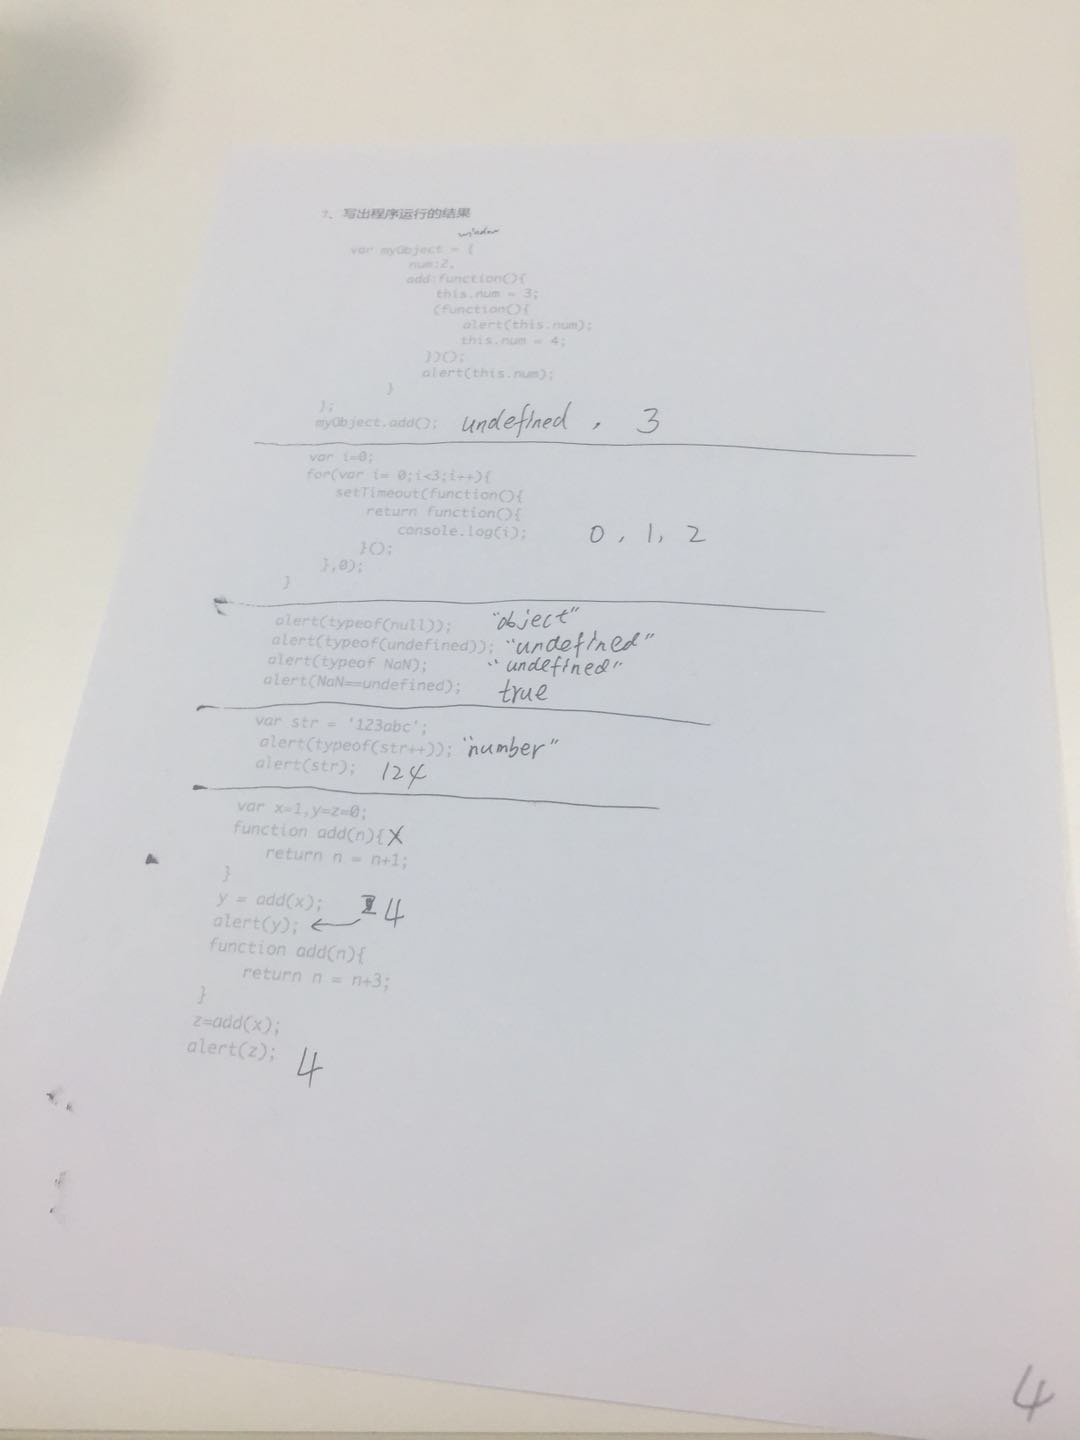 7、写出程序运行的结果
window
var myObject = {
num:2,
add:function(){
this.num = 3;
(function(){
alert(this.num);
this.num = 4;
})();
alert(this.num);
}
};
myObject.add(); undefined , 3
var i=0;
for(var i= 0;i<3;i++){
setTimeout(function(){
return function(){
console.log(i); 0 , 1, 2
}();
},0);
}
alert(typeof(null)); "object"
alert(typeof(undefined)); "undefined"
alert(typeof NaN); "undefined"
alert(NaN==undefined); true
var str = '123abc';
alert(typeof(str++)); "number"
alert(str); 124
var x=1,y=z=0;
function add(n){ X
return n = n+1;
}
y = add(x); 4
alert(y); ←
function add(n){
return n = n+3;
}
z=add(x);
alert(z); 4
4